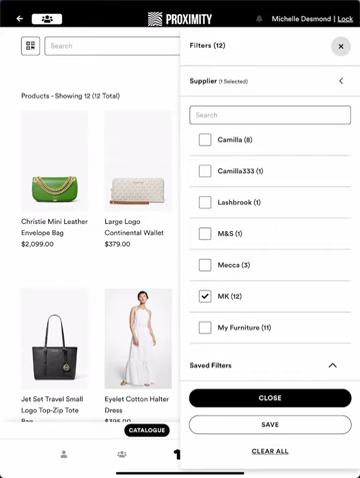 PROXIMITY
Michelle Desmond | Lock
Search
Products - Showing 12 (12 Total)
Christie Mini Leather
Envelope Bag
$2,099.00
Large Logo
Continental Wallet
$379.00
Jet Set Travel Small
Logo Top-Zip Tote
Bag
Eyelet Cotton Halter
Dress
$395.00
CATALOGUE
Filters (12)
Supplier (1 Selected)
Search
Camilla (8)
Camilla333 (1)
Lashbrook (1)
M&S (1)
Mecca (3)
MK (12)
My Furniture (11)
Saved Filters
CLOSE
SAVE
CLEAR ALL